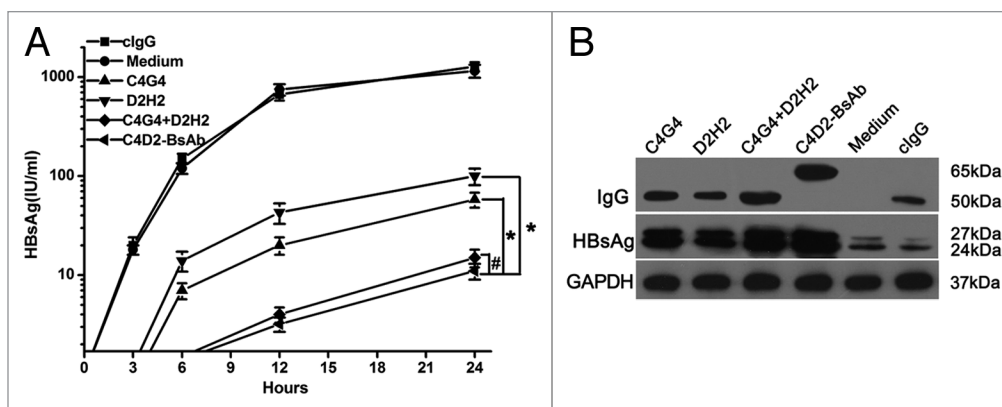 A
cIgG
Medium
C4G4
D2H2
C4G4+D2H2
C4D2-BsAb
HBsAg(IU/ml)
1000
100
10
0 3 6 9 12 15 18 21 24
Hours
* *
#
B
C4G4 D2H2 C4G4+D2H2 C4D2-BsAb Medium cIgG
IgG
65kDa
50kDa
HBsAg
27kDa
24kDa
GAPDH
37kDa